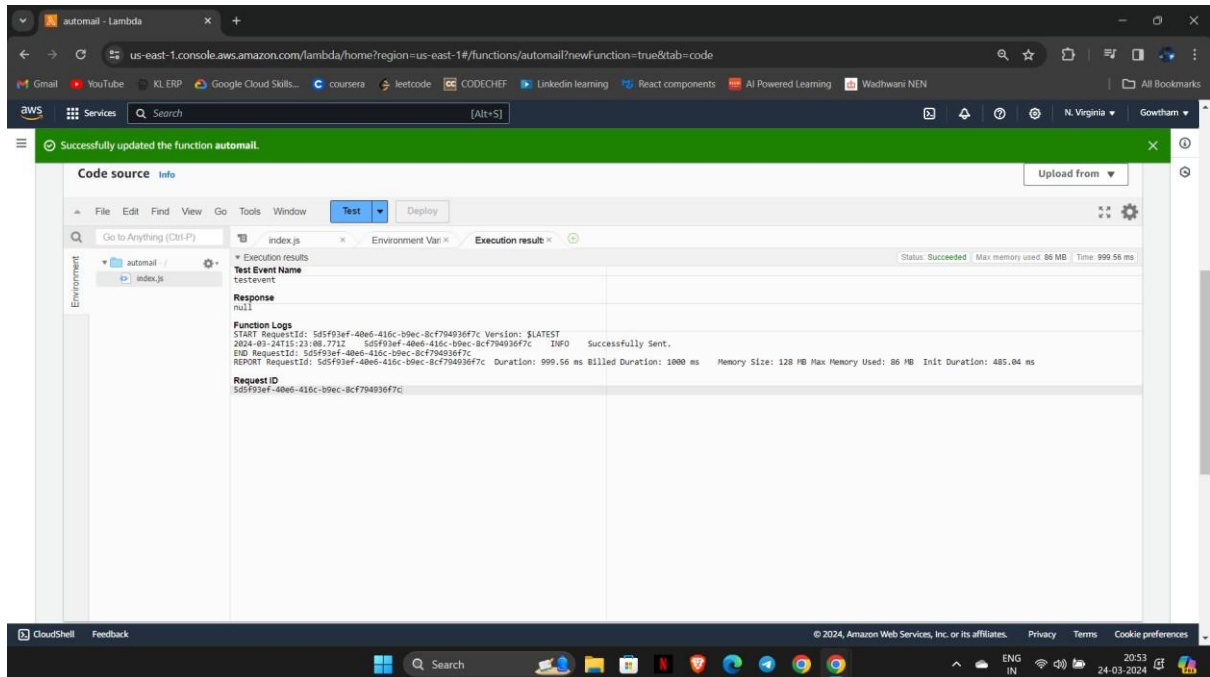 automail - Lambda
us-east-1.console.aws.amazon.com/lambda/home?region=us-east-1#/functions/automail?newFunction=true&tab=code
Gmail YouTube KL ERP Google Cloud Skills... coursera leetcode CODECHEF Linkedin learning React components AI Powered Learning Wadhwani NEN All Bookmarks
aws Services Search [Alt+S] N. Virginia Gowtham
Successfully updated the function automail.
Code source Info Upload from
File Edit Find View Go Tools Window Test Deploy
Go to Anything (Ctrl-P) index.js Environment Vari Execution result
Environment
automail - / Execution results Status: Succeeded Max memory used: 86 MB Time: 999.56 ms
index.js
Test Event Name
testevent
Response
null
Function Logs
START RequestId: 5d5f93ef-40e6-416c-b9ec-8cf794936f7c Version: $LATEST
2024-03-24T15:23:08.771Z 5d5f93ef-40e6-416c-b9ec-8cf794936f7c INFO Successfully Sent.
END RequestId: 5d5f93ef-40e6-416c-b9ec-8cf794936f7c
REPORT RequestId: 5d5f93ef-40e6-416c-b9ec-8cf794936f7c Duration: 999.56 ms Billed Duration: 1000 ms Memory Size: 128 MB Max Memory Used: 86 MB Init Duration: 485.04 ms
Request ID
5d5f93ef-40e6-416c-b9ec-8cf794936f7c
CloudShell Feedback © 2024, Amazon Web Services, Inc. or its affiliates. Privacy Terms Cookie preferences
Search ENG
IN
20:53
24-03-2024